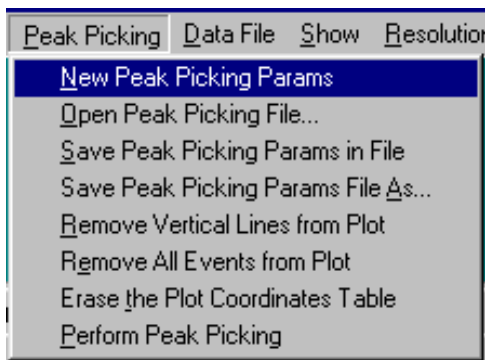 Peak Picking Data File Show Resolution
New Peak Picking Params
Open Peak Picking File...
Save Peak Picking Params in File
Save Peak Picking Params File As...
Remove Vertical Lines from Plot
Remove All Events from Plot
Erase the Plot Coordinates Table
Perform Peak Picking